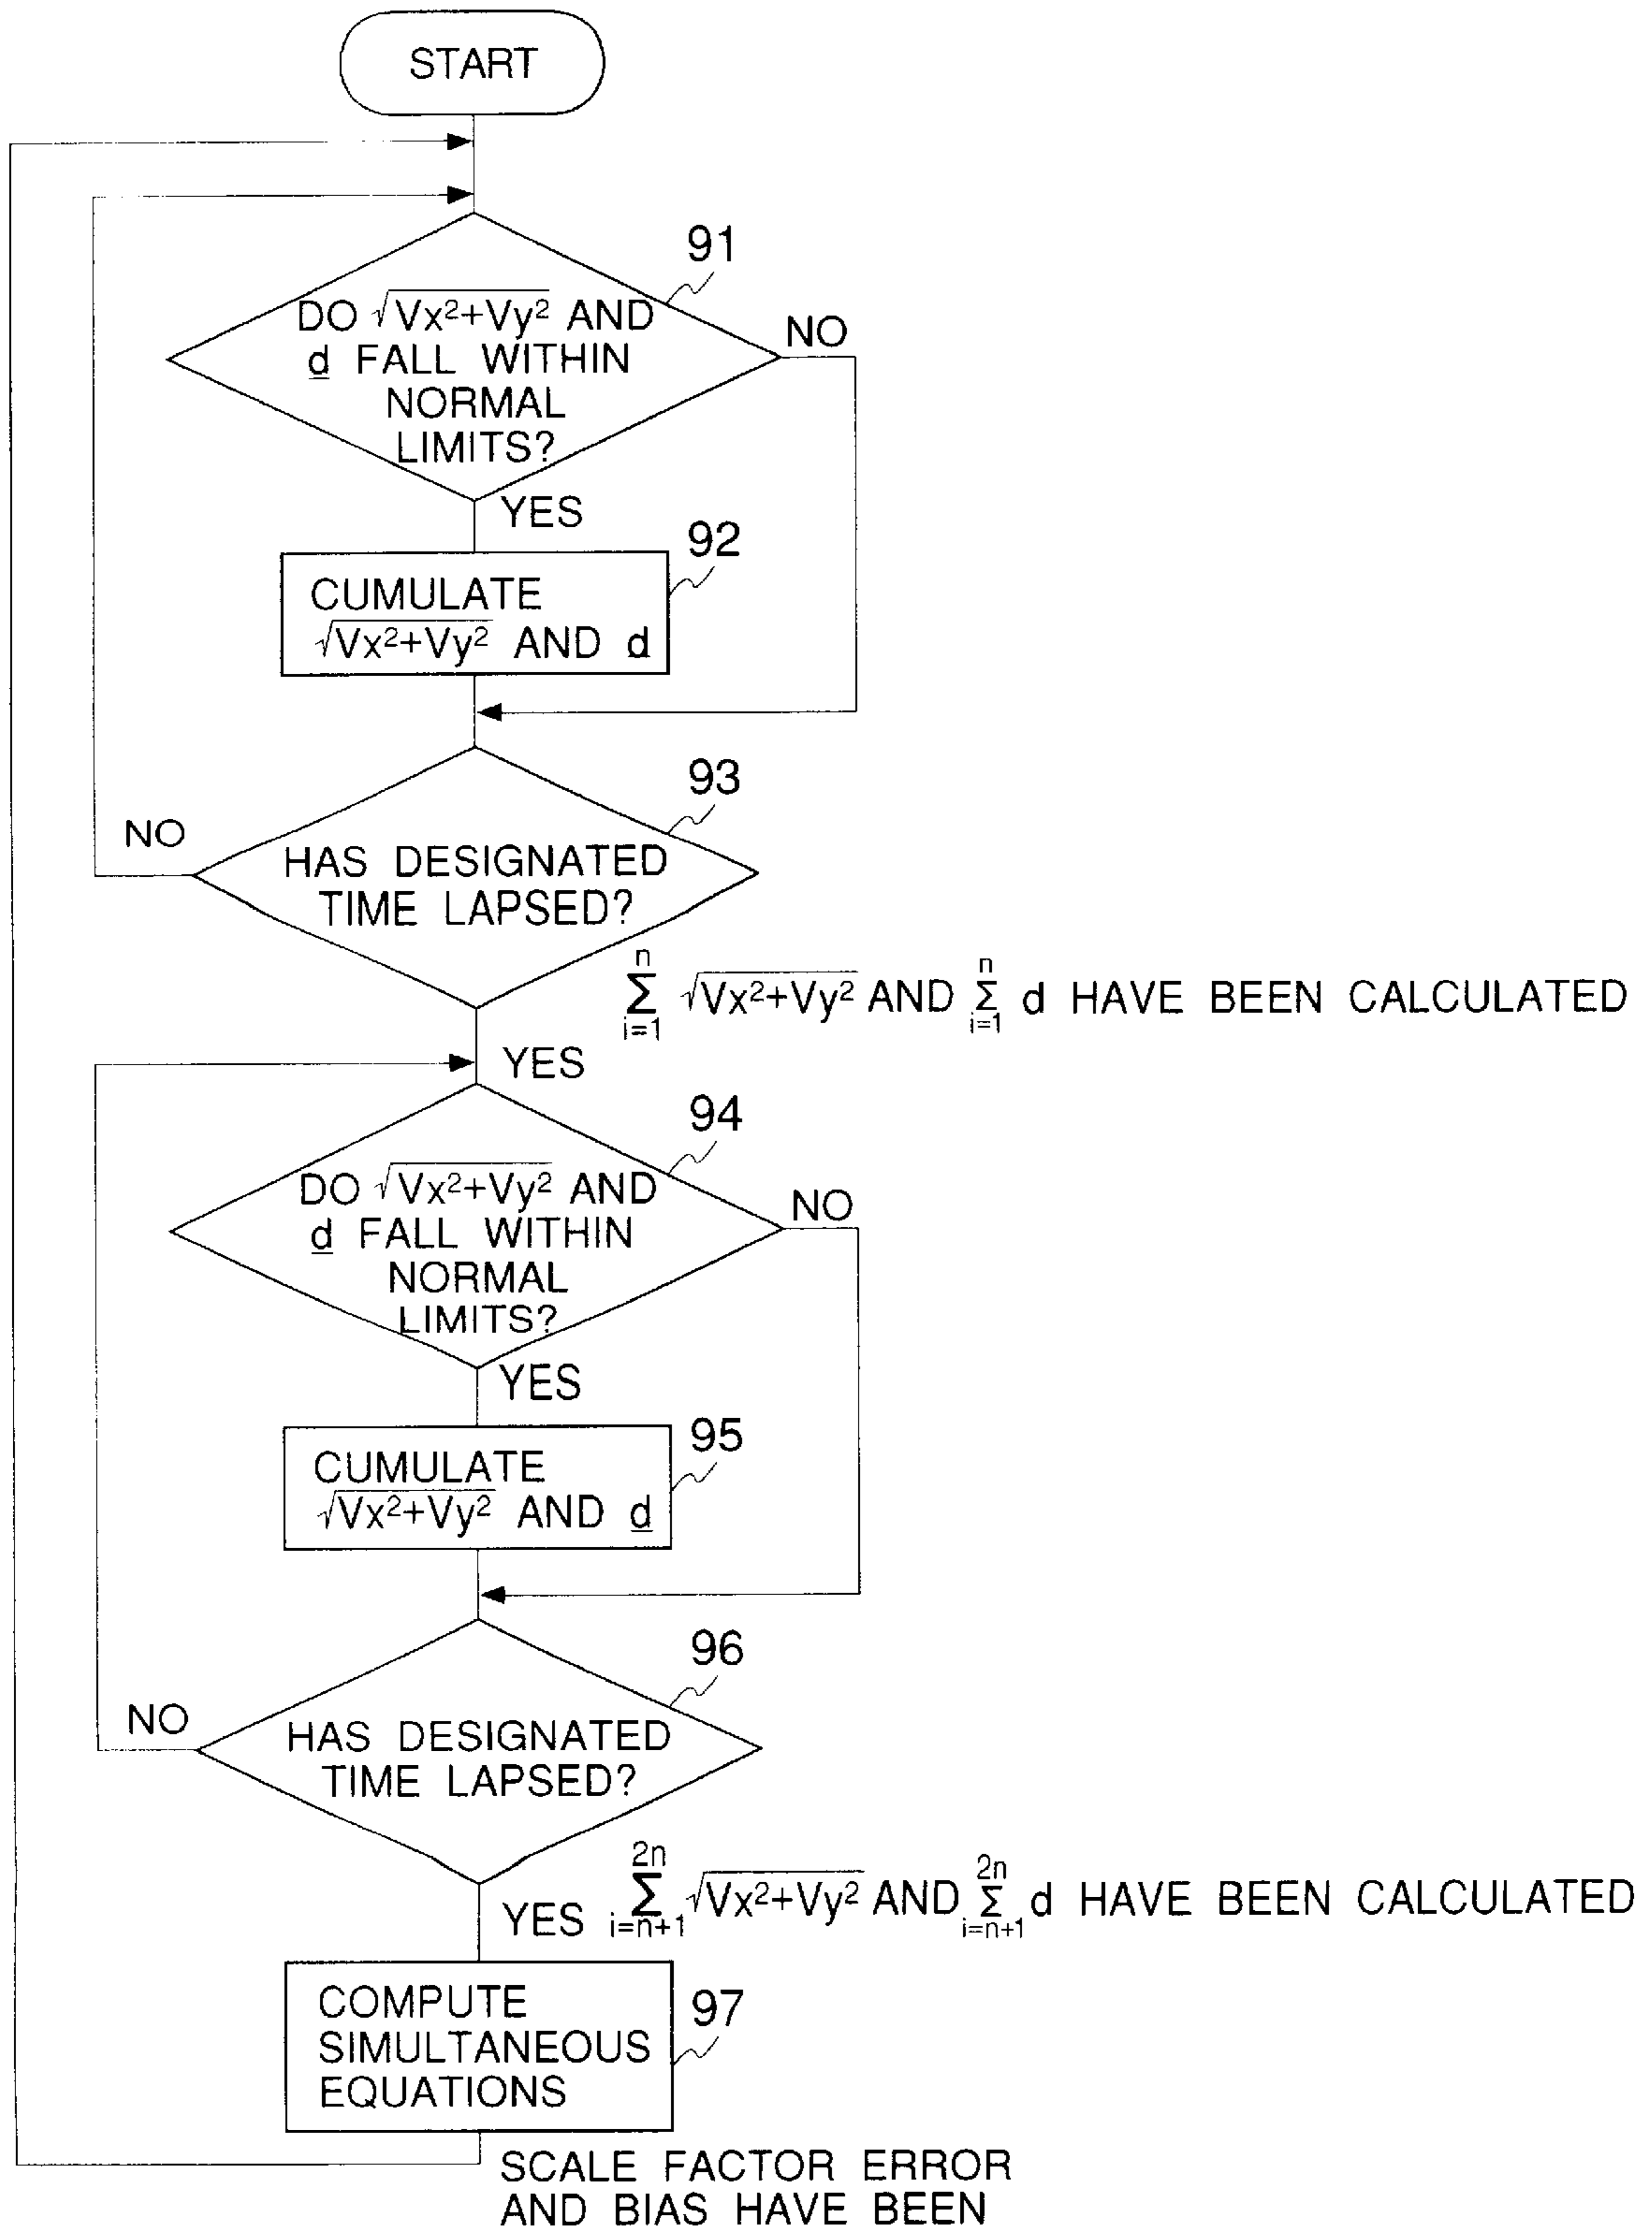 START
91
DO √Vx²+Vy² AND
d FALL WITHIN
NORMAL
LIMITS?
NO
YES
92
CUMULATE
√Vx²+Vy² AND d
93
NO
HAS DESIGNATED
TIME LAPSED?
n Σ i=1 √Vx²+Vy² AND n Σ i=1 d HAVE BEEN CALCULATED
YES
94
DO √Vx²+Vy² AND
d FALL WITHIN
NORMAL
LIMITS?
NO
YES
95
CUMULATE
√Vx²+Vy² AND d
96
NO
HAS DESIGNATED
TIME LAPSED?
YES 2n Σ i=n+1 √Vx²+Vy² AND 2n Σ i=n+1 d HAVE BEEN CALCULATED
97
COMPUTE
SIMULTANEOUS
EQUATIONS
SCALE FACTOR ERROR
AND BIAS HAVE BEEN